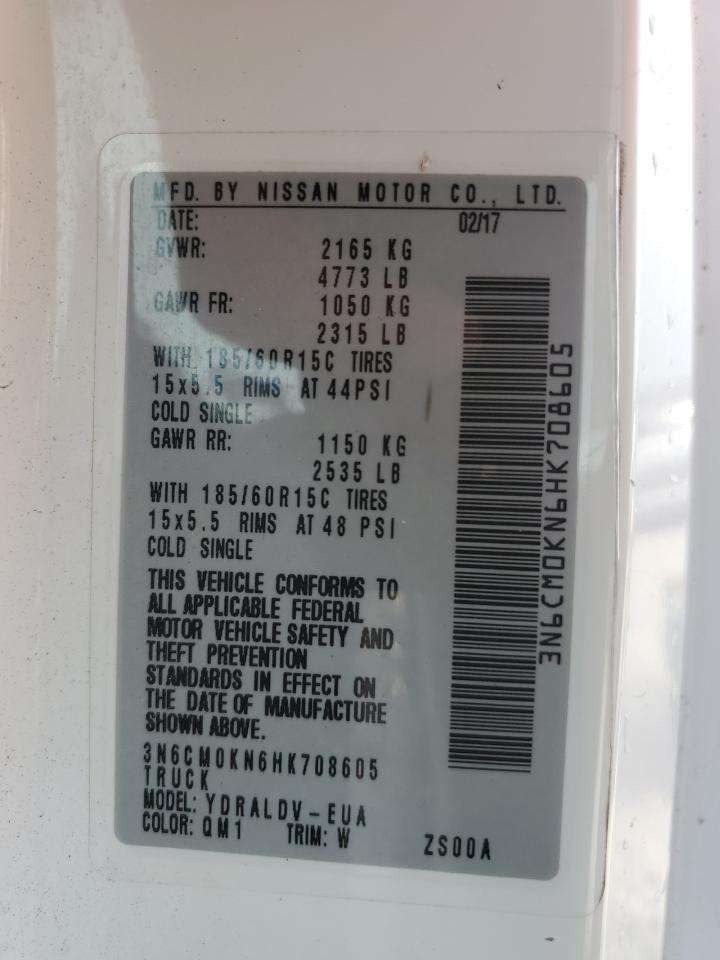 MFD. BY NISSAN MOTOR CO., LTD.
DATE: 02/17
GVWR: 2165 KG
4773 LB
GAWR FR: 1050 KG
2315 LB
WITH 185/60R15C TIRES
15x5.5 RIMS AT 44PSI
COLD SINGLE
GAWR RR: 1150 KG
2535 LB
WITH 185/60R15C TIRES
15x5.5 RIMS AT 48 PSI
COLD SINGLE
THIS VEHICLE CONFORMS TO
ALL APPLICABLE FEDERAL
MOTOR VEHICLE SAFETY AND
THEFT PREVENTION
STANDARDS IN EFFECT ON
THE DATE OF MANUFACTURE
SHOWN ABOVE.
3N6CM0KN6HK708605
TRUCK
MODEL: YDRALDV-EUA
COLOR: QM1 TRIM: W ZS00A
3N6CM0KN6HK708605